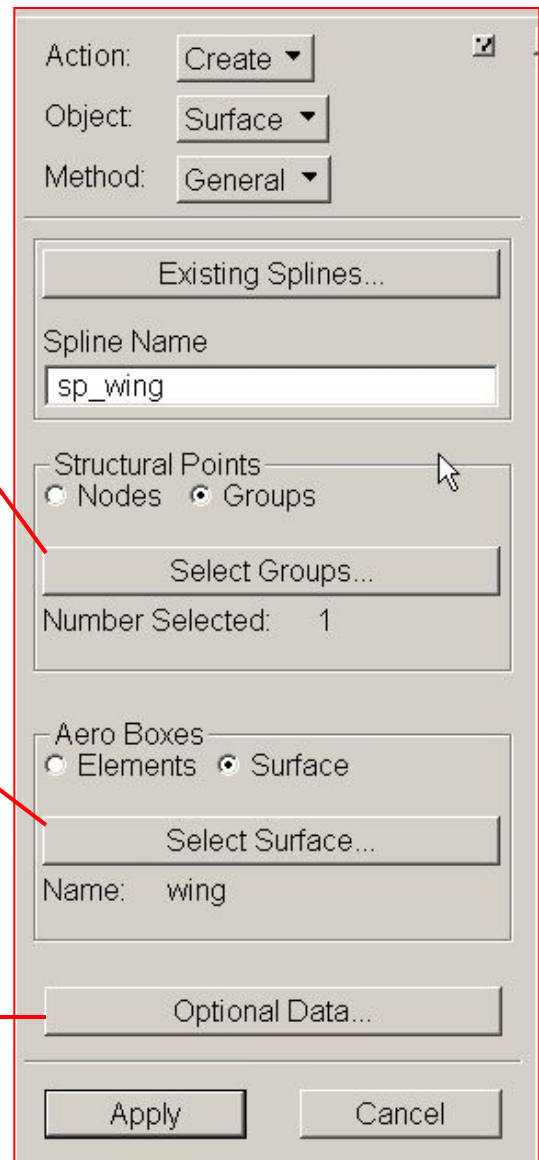 Action: Create
Object: Surface
Method: General
Existing Splines...
Spline Name
sp_wing
Structural Points
Nodes Groups
Select Groups...
Number Selected: 1
Aero Boxes
Elements Surface
Select Surface...
Name: wing
Optional Data...
Apply Cancel